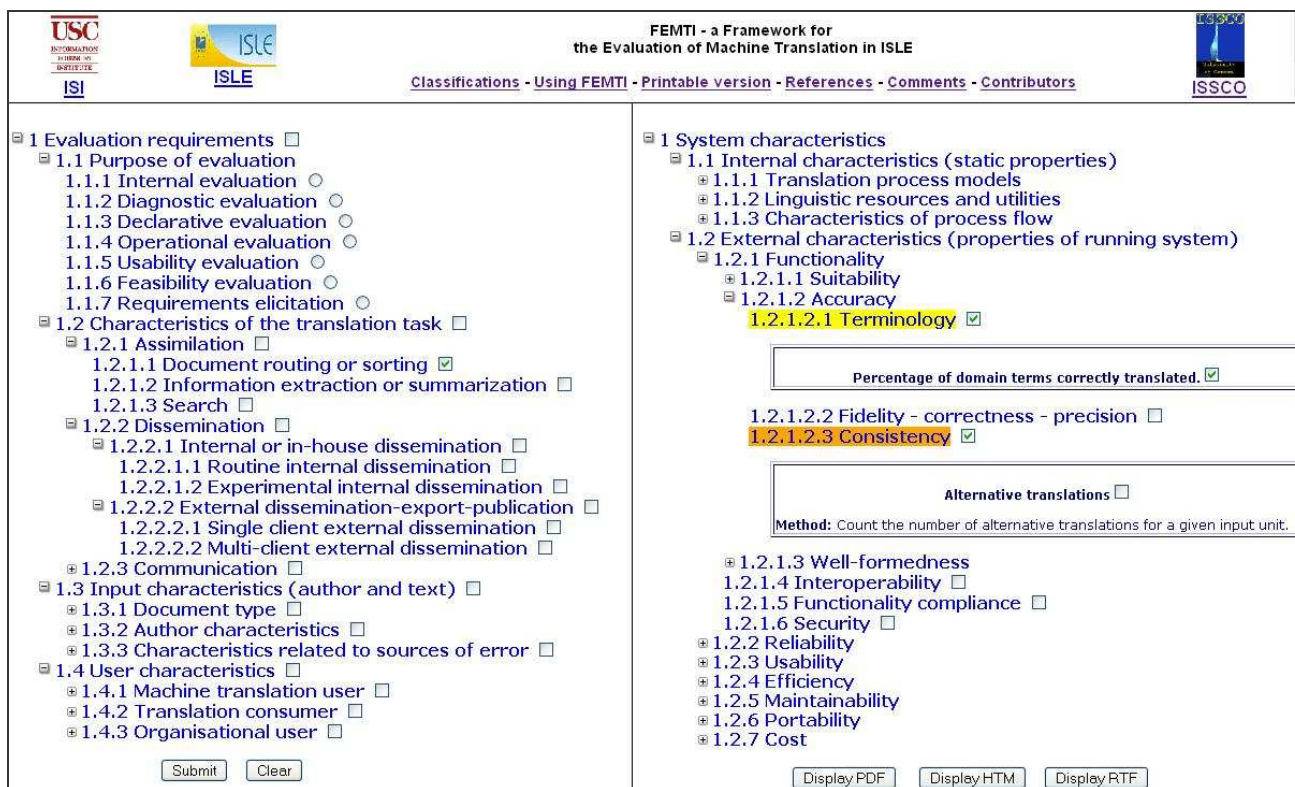 USC
INFORMATION
SCIENCES
INSTITUTE
ISI
ISLE
ISLE
FEMTI - a Framework for
the Evaluation of Machine Translation in ISLE
Classifications - Using FEMTI - Printable version - References - Comments - Contributors
ISSCO
ISSCO
1 Evaluation requirements
1.1 Purpose of evaluation
1.1.1 Internal evaluation
1.1.2 Diagnostic evaluation
1.1.3 Declarative evaluation
1.1.4 Operational evaluation
1.1.5 Usability evaluation
1.1.6 Feasibility evaluation
1.1.7 Requirements elicitation
1.2 Characteristics of the translation task
1.2.1 Assimilation
1.2.1.1 Document routing or sorting
1.2.1.2 Information extraction or summarization
1.2.1.3 Search
1.2.2 Dissemination
1.2.2.1 Internal or in-house dissemination
1.2.2.1.1 Routine internal dissemination
1.2.2.1.2 Experimental internal dissemination
1.2.2.2 External dissemination-export-publication
1.2.2.2.1 Single client external dissemination
1.2.2.2.2 Multi-client external dissemination
1.2.3 Communication
1.3 Input characteristics (author and text)
1.3.1 Document type
1.3.2 Author characteristics
1.3.3 Characteristics related to sources of error
1.4 User characteristics
1.4.1 Machine translation user
1.4.2 Translation consumer
1.4.3 Organisational user
Submit Clear
1 System characteristics
1.1 Internal characteristics (static properties)
1.1.1 Translation process models
1.1.2 Linguistic resources and utilities
1.1.3 Characteristics of process flow
1.2 External characteristics (properties of running system)
1.2.1 Functionality
1.2.1.1 Suitability
1.2.1.2 Accuracy
1.2.1.2.1 Terminology
Percentage of domain terms correctly translated.
1.2.1.2.2 Fidelity - correctness - precision
1.2.1.2.3 Consistency
Alternative translations
Method: Count the number of alternative translations for a given input unit.
1.2.1.3 Well-formedness
1.2.1.4 Interoperability
1.2.1.5 Functionality compliance
1.2.1.6 Security
1.2.2 Reliability
1.2.3 Usability
1.2.4 Efficiency
1.2.5 Maintainability
1.2.6 Portability
1.2.7 Cost
Display PDF Display HTM Display RTF